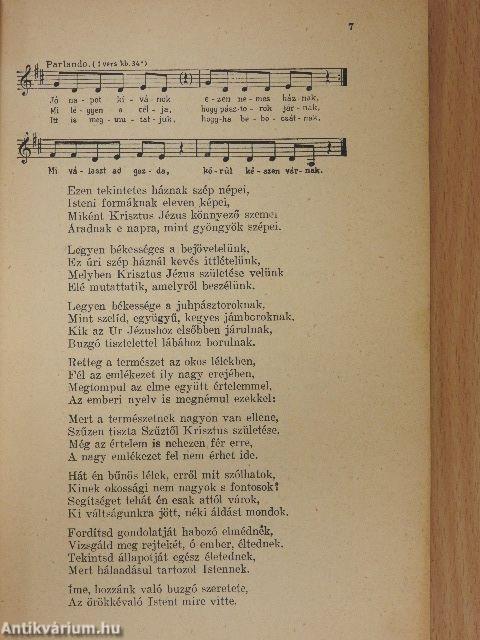 7
Parlando. (1 vers kb. 34")
Jó na - pot kí - vá - nok e - zen ne - mes ház - nak,
Mi lé - gyen a cél - ja, hogy pász - to - rok jár - nak,
Itt is meg - mu - tat - juk, hogy - ha be - bo - csát - nak.
Mi vá - laszt ad gaz - da, kö - rül ké - szen vár - nak.
Ezen tekintetes háznak szép népei,
Isteni formáknak eleven képei,
Miként Krisztus Jézus könnyező szemei
Áradnak e napra, mint gyöngyök szépei.
Legyen békességes a bejövetelünk,
Ez úri szép háznál kevés ittlételünk,
Melyben Krisztus Jézus születése velünk
Elé mutattatik, amelyről beszélünk.
Legyen békessége a juhpásztoroknak,
Mint szelíd, együgyű, kegyes jámboroknak,
Kik az Ur Jézushoz elsőbben járulnak,
Buzgó tisztelettel lábához borulnak.
Retteg a természet az okos lélekben,
Fél az emlékezet ily nagy erejében,
Megtompul az elme együtt értelemmel,
Az emberi nyelv is megnémul ezekkel:
Mert a természetnek nagyon van ellene,
Szűzen tiszta Szűztől Krisztus születése.
Még az értelem is nehezen fér erre,
A nagy emlékezet fel nem érhet ide.
Hát én bűnös lélek, erről mit szólhatok,
Kinek okossági nem nagyok s fontosok!
Segítséget tehát én csak attól várok,
Ki váltságunkra jött, néki áldást mondok.
Fordítsd gondolatját habozó elmédnek,
Vizsgáld meg rejtekét, ó ember, éltednek.
Tekintsd állapotját egész életednek,
Mert hálaadásul tartozol Istennek.
Íme, hozzánk való buzgó szeretete,
Az örökkévaló Istent mire vitte.
Antikvárium.hu